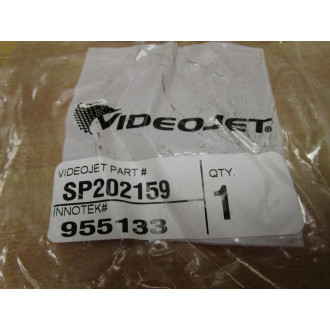 VIDEOJET®
VIDEOJET PART #
SP202159
INNOTEK#
955133
QTY.
1